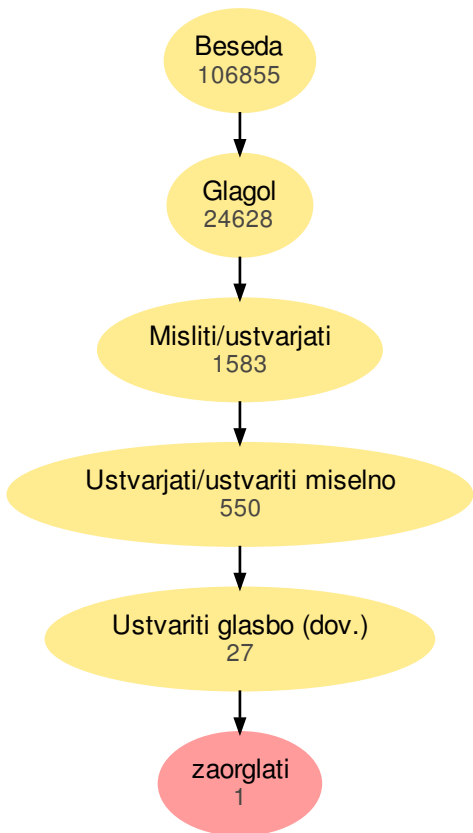 Beseda
106855
Glagol
24628
Misliti/ustvarjati
1583
Ustvarjati/ustvariti miselno
550
Ustvariti glasbo (dov.)
27
zaorglati
1